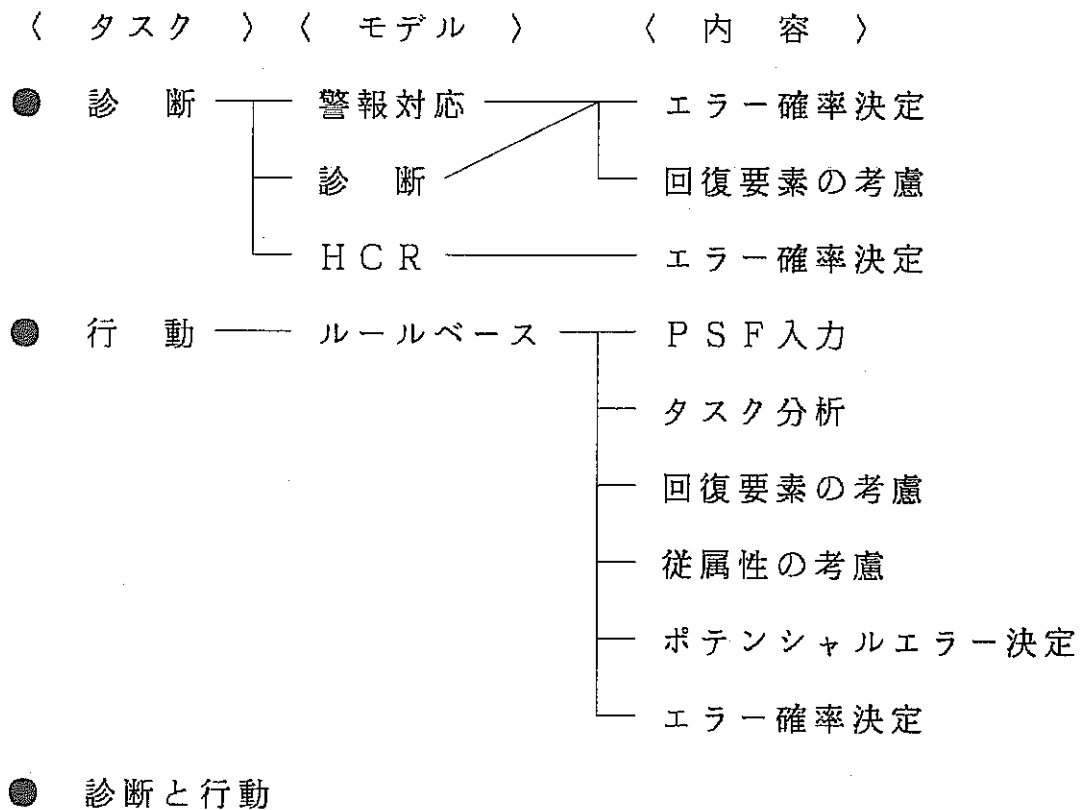 〈 タスク 〉〈 モデル 〉 〈 内 容 〉
● 診 断 警報対応 エラー確率決定
診 断 回復要素の考慮
HCR エラー確率決定
● 行 動 ルールベース PSF入力
タスク分析
回復要素の考慮
従属性の考慮
ポテンシャルエラー決定
エラー確率決定
● 診断と行動